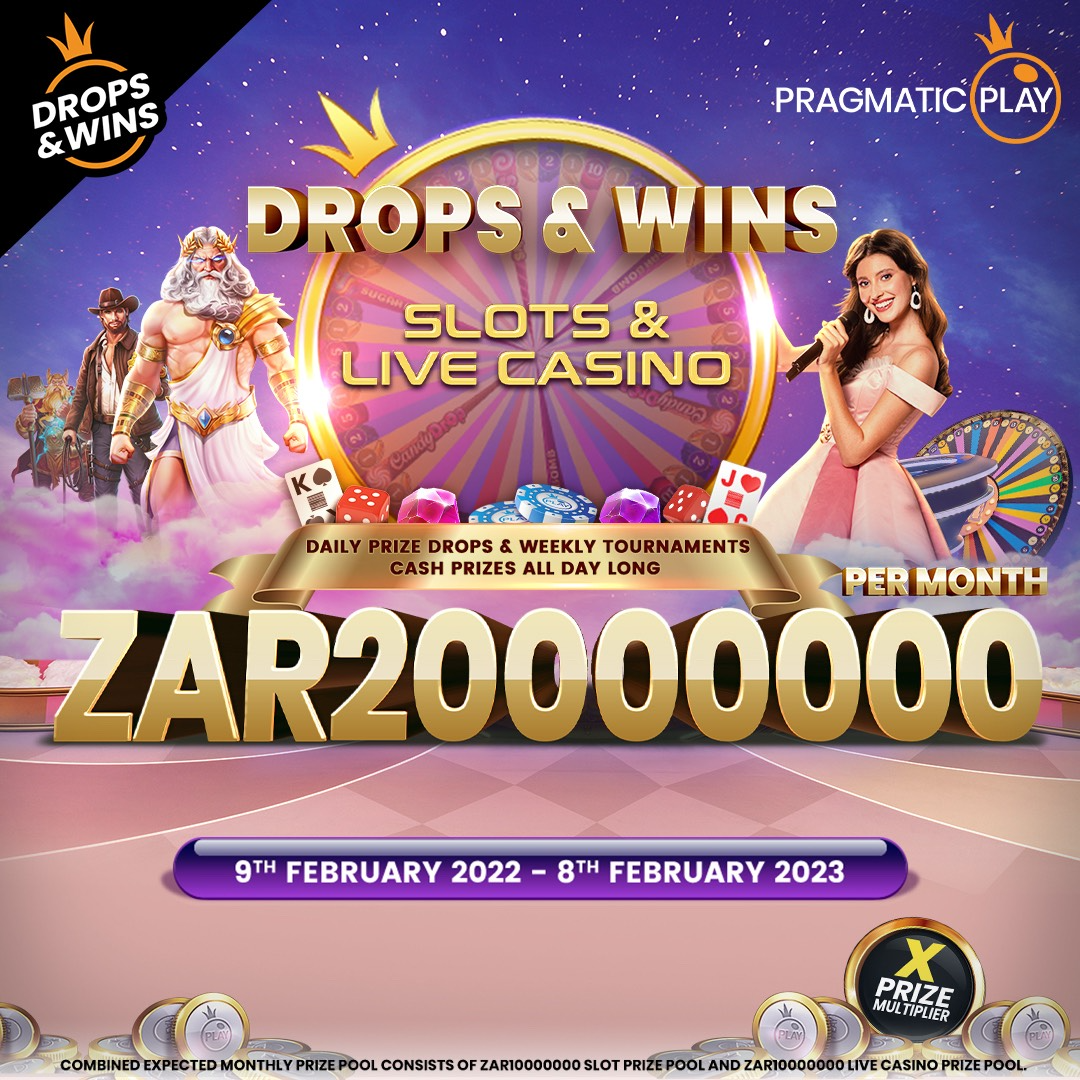 DROPS
&WINS
PRAGMATIC PLAY
DROPS & WINS
SLOTS &
LIVE CASINO
K
J
DAILY PRIZE DROPS & WEEKLY TOURNAMENTS
CASH PRIZES ALL DAY LONG
PER MONTH
ZAR20000000
9TH FEBRUARY 2022 – 8TH FEBRUARY 2023
X
PRIZE
MULTIPLIER
PLAY
PLAY
COMBINED EXPECTED MONTHLY PRIZE POOL CONSISTS OF ZAR10000000 SLOT PRIZE POOL AND ZAR10000000 LIVE CASINO PRIZE POOL.